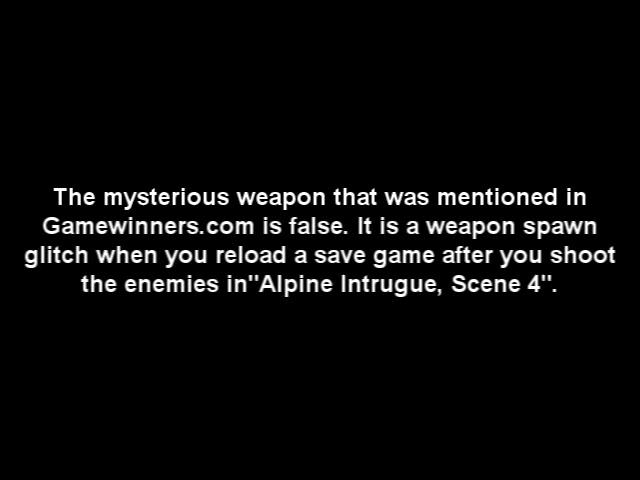 The mysterious weapon that was mentioned in
Gamewinners.com is false. It is a weapon spawn
glitch when you reload a save game after you shoot
the enemies in"Alpine Intrugue, Scene 4".